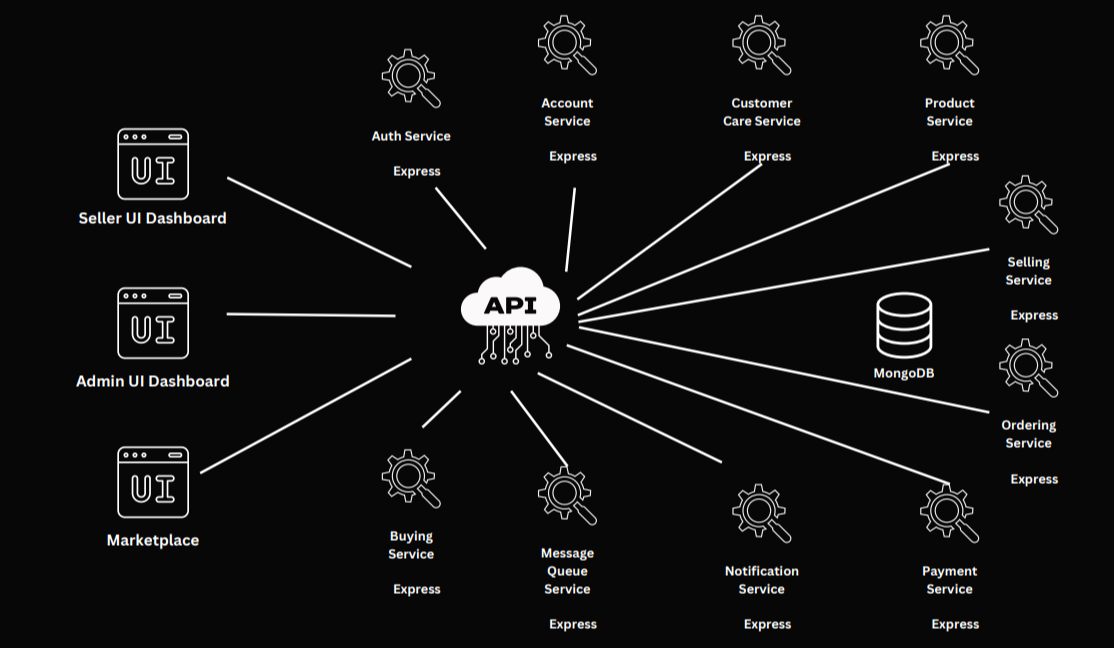 Account
Service
Express
Customer
Care Service
Express
Product
Service
Express
Auth Service
Express
UI
Seller UI Dashboard
Selling
Service
Express
API
UI
Admin UI Dashboard
MongoDB
Ordering
Service
Express
UI
Marketplace
Buying
Service
Express
Message
Queue
Service
Express
Notification
Service
Express
Payment
Service
Express